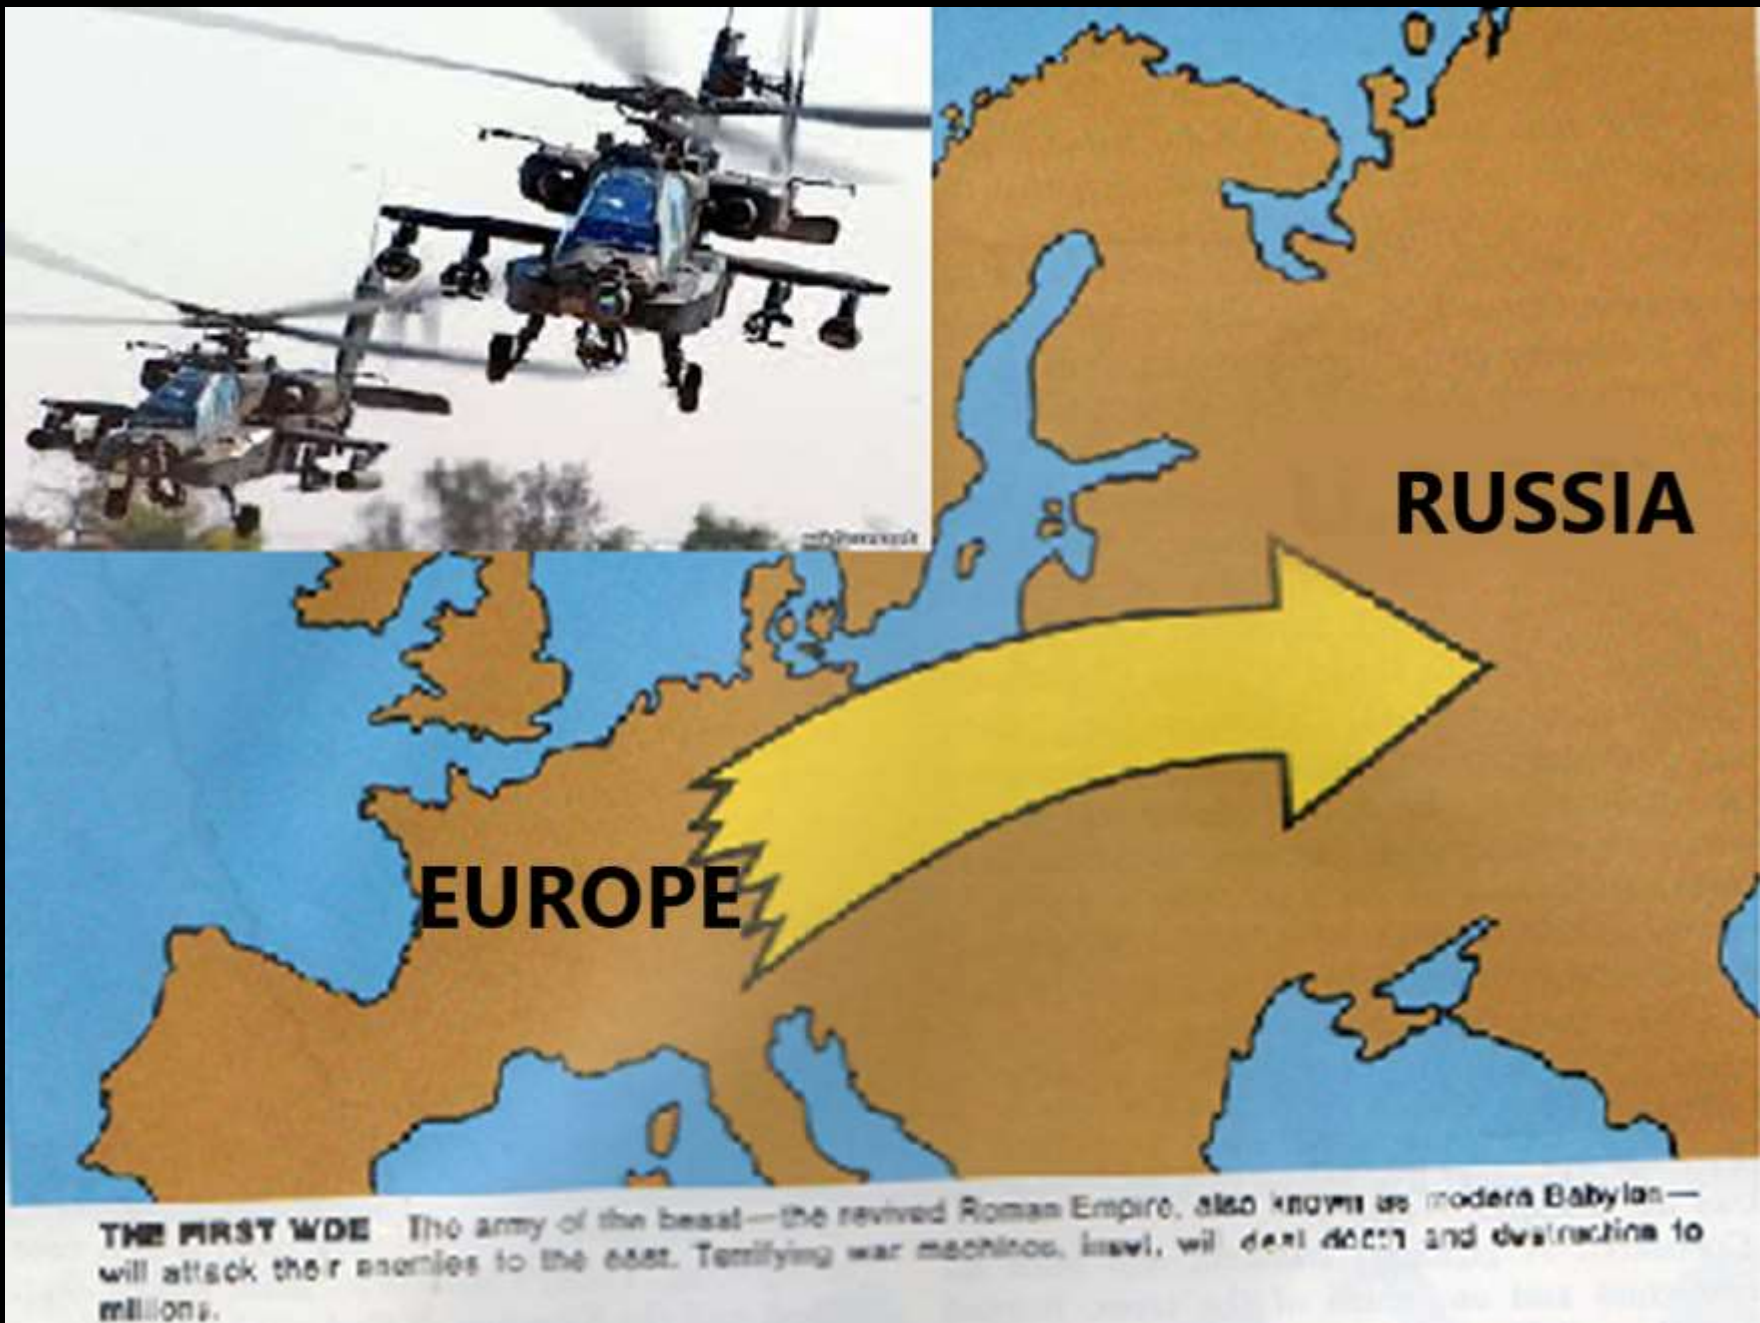 RUSSIA
EUROPE
THE FIRST WOE The army of the beast—the revived Roman Empire, also known as modern Babylon—
will attack their enemies to the east. Terrifying war machines, inset, will deal death and destruction to
millions.